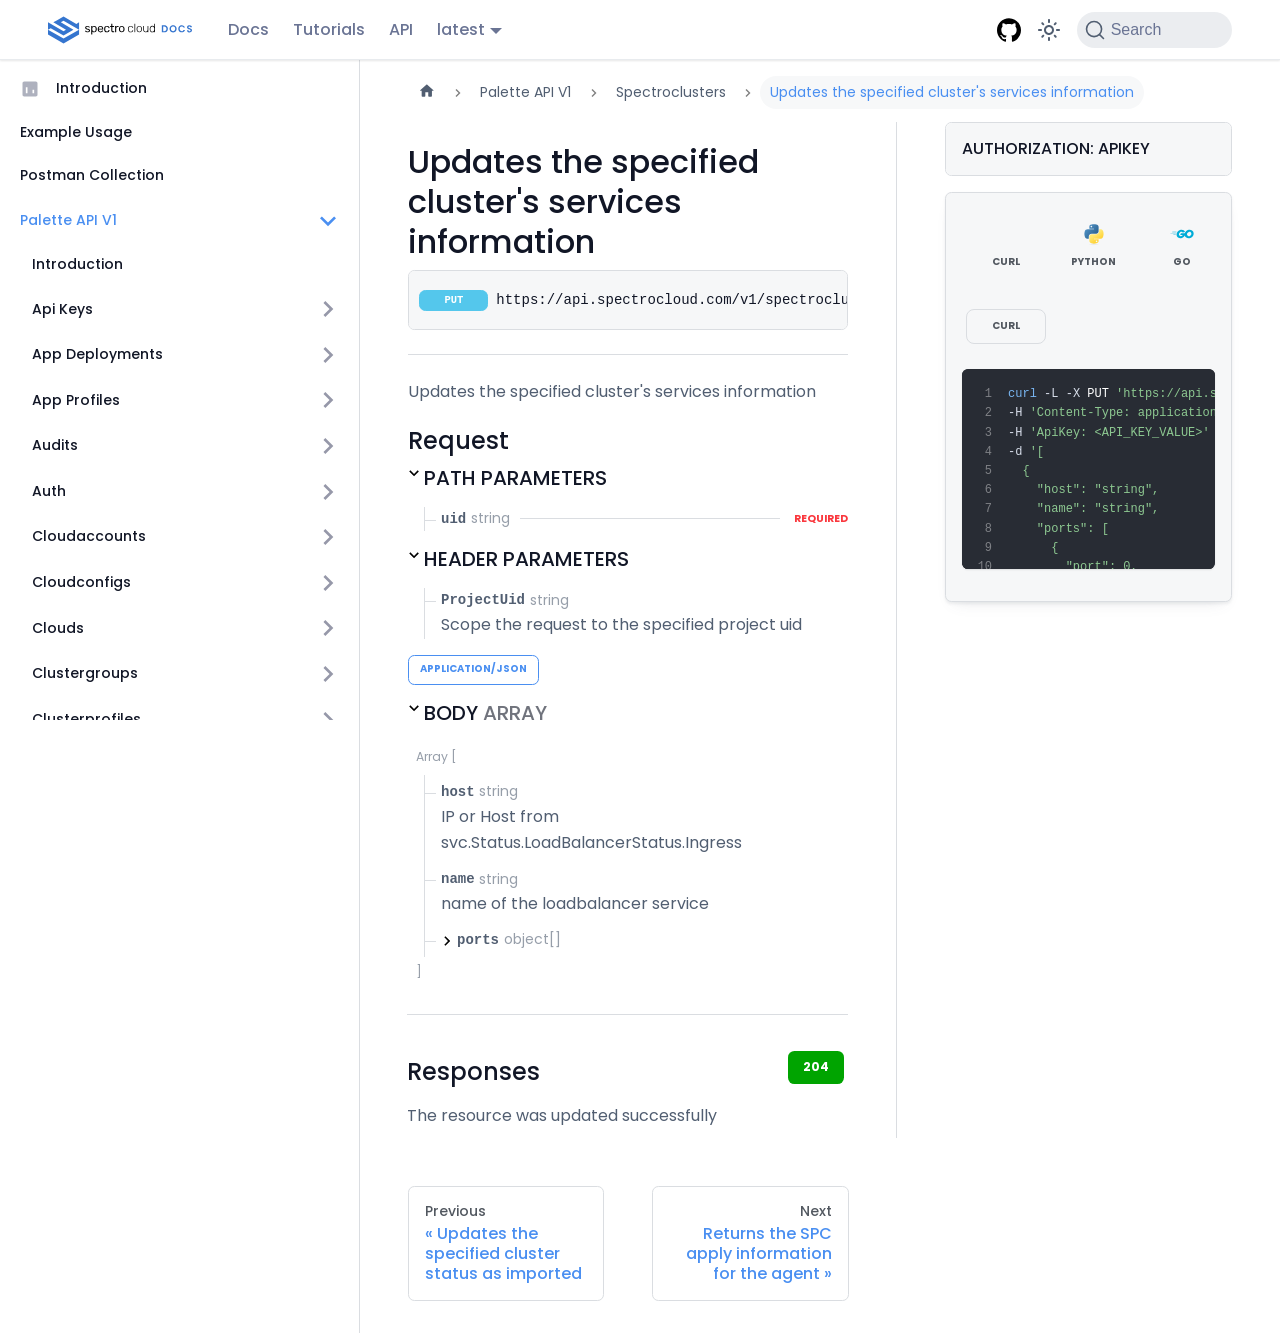 spectro cloud DOCS
Docs
Tutorials
API
latest
Search
Introduction
Example Usage
Postman Collection
Palette API V1
Introduction
Api Keys
App Deployments
App Profiles
Audits
Auth
Cloudaccounts
Cloudconfigs
Clouds
Clustergroups
Clusterprofiles
Palette API V1
Spectroclusters
Updates the specified cluster's services information
Updates the specified
cluster's services
information
PUT https://api.spectrocloud.com/v1/spectroclu
Updates the specified cluster's services information
Request
PATH PARAMETERS
uid string REQUIRED
HEADER PARAMETERS
ProjectUid string
Scope the request to the specified project uid
APPLICATION/JSON
BODY ARRAY
Array [
host string
IP or Host from
svc.Status.LoadBalancerStatus.Ingress
name string
name of the loadbalancer service
ports object[]
]
Responses
204
The resource was updated successfully
Previous
« Updates the
specified cluster
status as imported
Next
Returns the SPC
apply information
for the agent »
AUTHORIZATION: APIKEY
CURL
PYTHON
GO
GO
CURL
1 curl -L -X PUT 'https://api.s
2 -H 'Content-Type: application
3 -H 'ApiKey: <API_KEY_VALUE>'
4 -d '[
5 {
6 "host": "string",
7 "name": "string",
8 "ports": [
9 {
10 "port": 0,